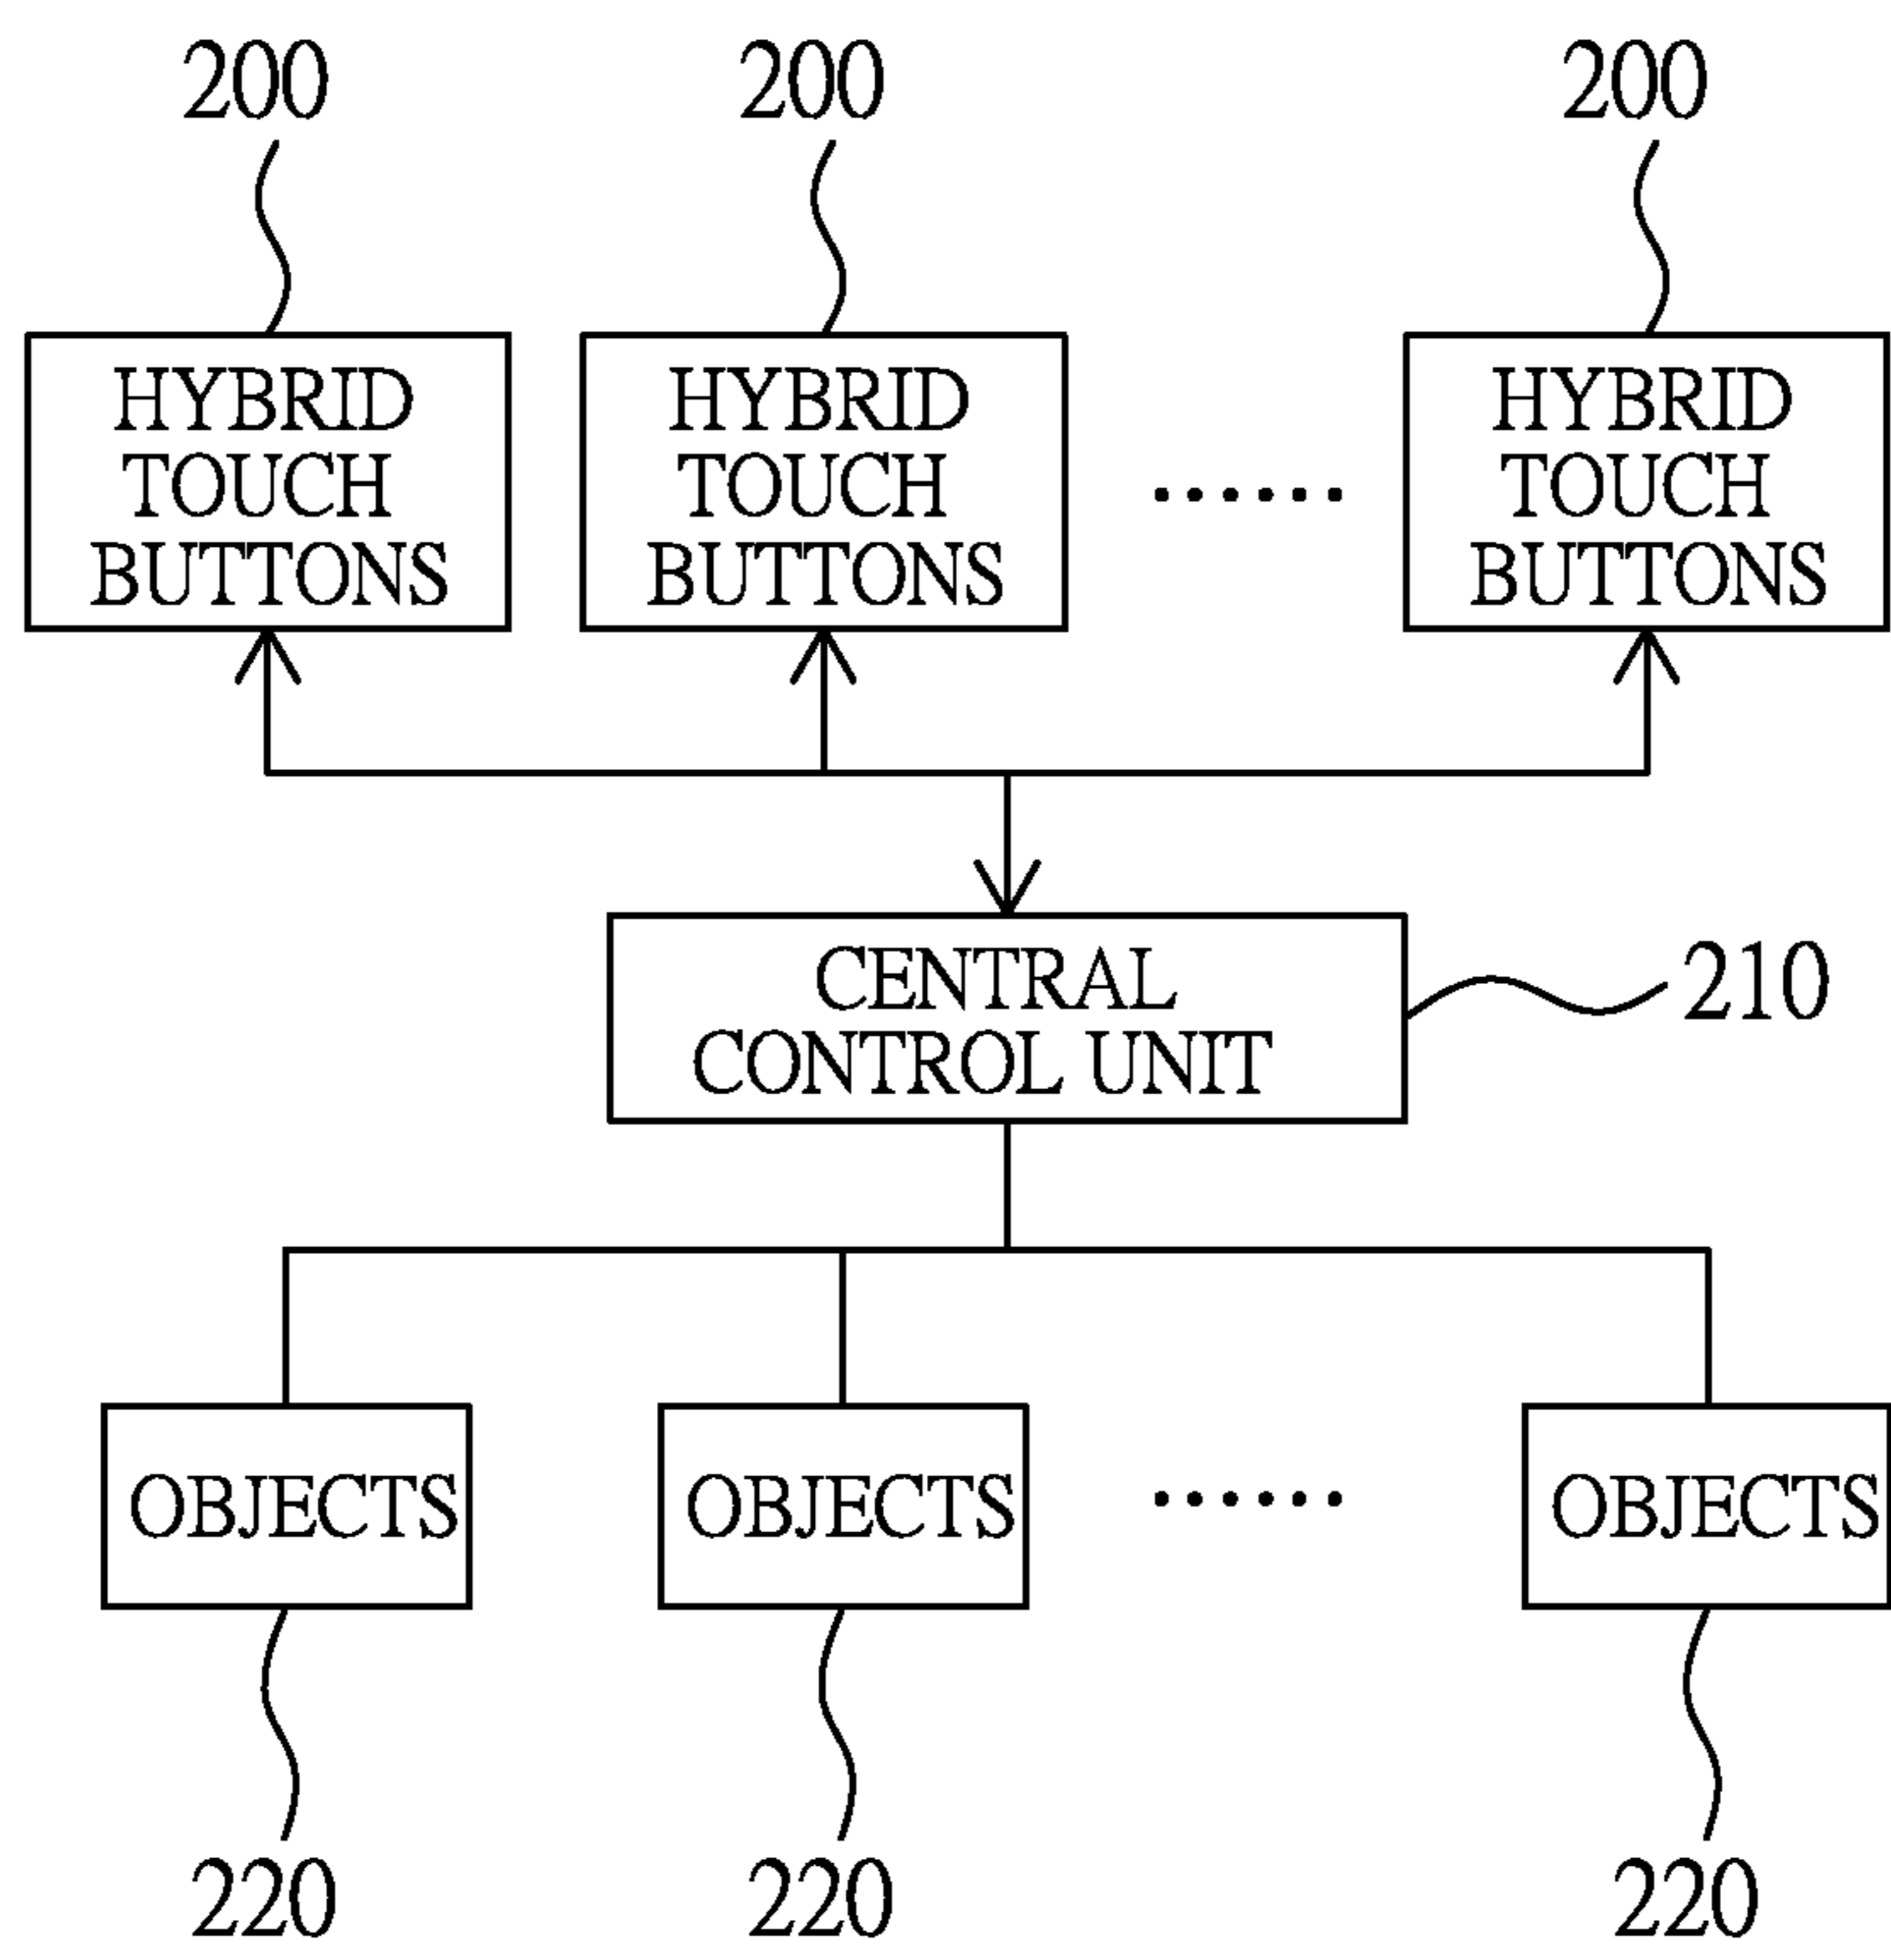 200 200 200
HYBRID HYBRID HYBRID
TOUCH TOUCH ...... TOUCH
BUTTONS BUTTONS BUTTONS
CENTRAL
CONTROL UNIT
210
OBJECTS OBJECTS ...... OBJECTS
220 220 220